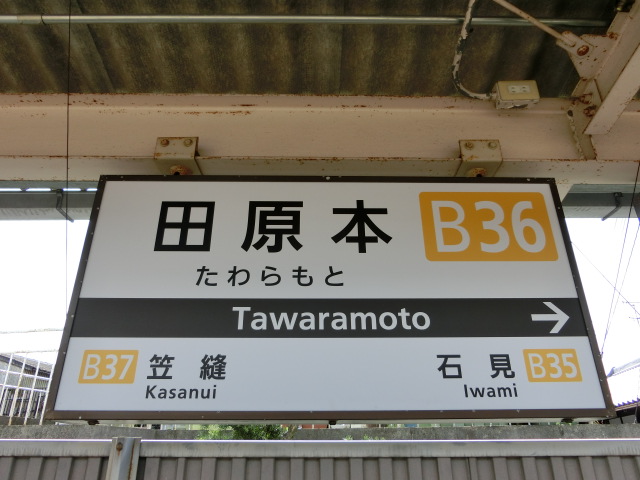 田原本 B36
たわらもと
Tawaramoto →
B37 笠縫 石見 B35
Kasanui Iwami